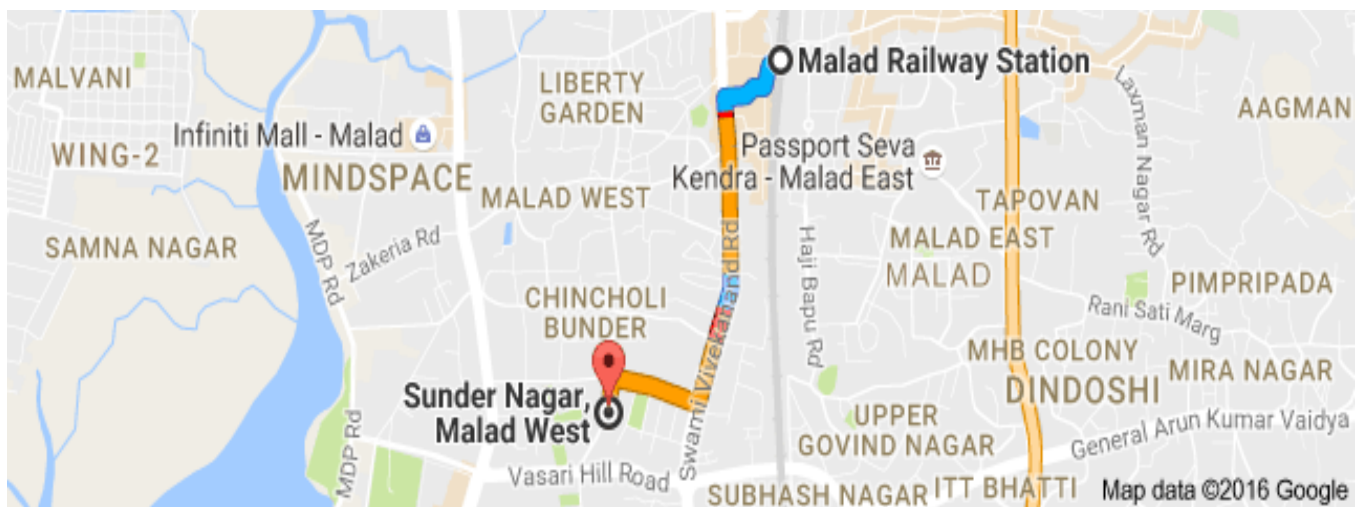 Malad Railway Station
MALVANI
LIBERTY
GARDEN
Laxman Nagar Rd
AAGMAN
Infiniti Mall - Malad
WING-2
MINDSPACE
Passport Seva
Kendra - Malad East
MALAD WEST
TAPOVAN
SAMNA NAGAR
MDP Rd
Zakeria Rd
Haji Bapu Rd
MALAD EAST
MALAD
PIMPRIPADA
CHINCHOLI
BUNDER
Swami Vivekanand Rd
Rani Sati Marg
MHB COLONY
MIRA NAGAR
DINDOSHI
Sunder Nagar,
Malad West
MDP Rd
UPPER
GOVIND NAGAR
General Arun Kumar Vaidya
Vasari Hill Road
SUBHASH NAGAR
ITT BHATTI
Map data ©2016 Google